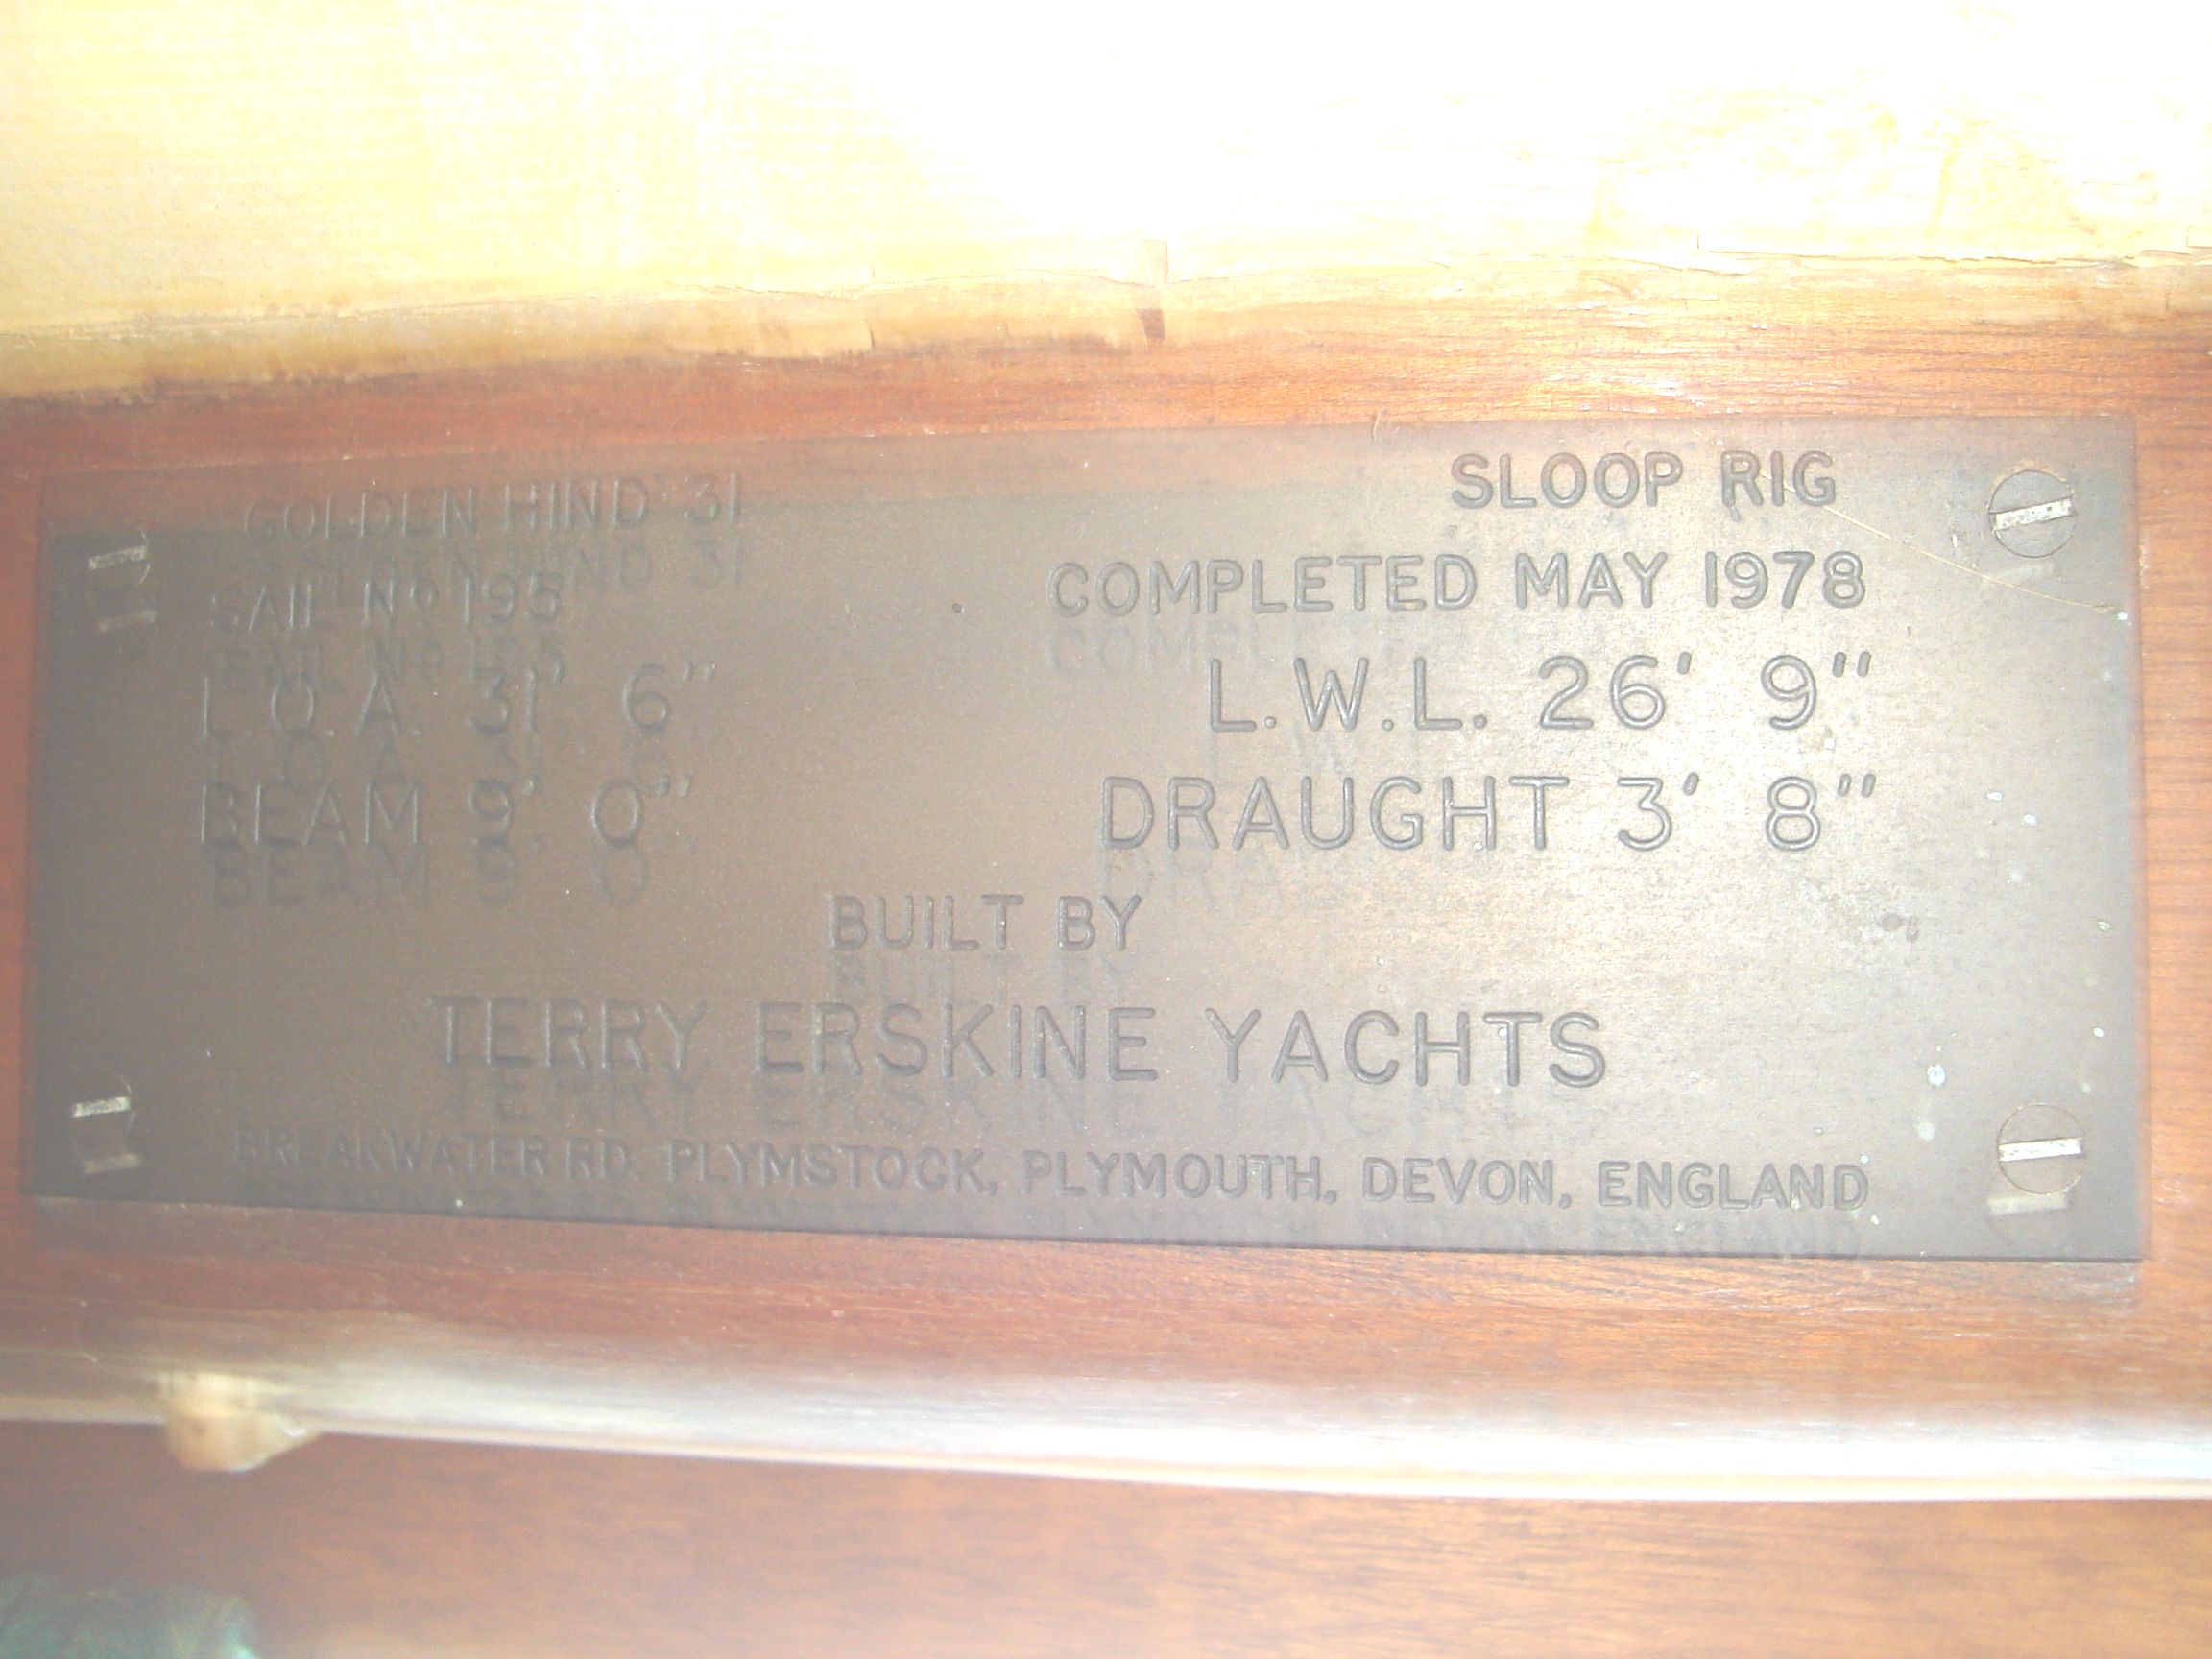 GOLDEN HIND 31 SLOOP RIG
SAIL No 195 COMPLETED MAY 1978
L.O.A. 31' 6" L.W.L. 26' 9"
BEAM 9' 0" DRAUGHT 3' 8"
BUILT BY
TERRY ERSKINE YACHTS
BREAKWATER RD. PLYMSTOCK, PLYMOUTH, DEVON, ENGLAND